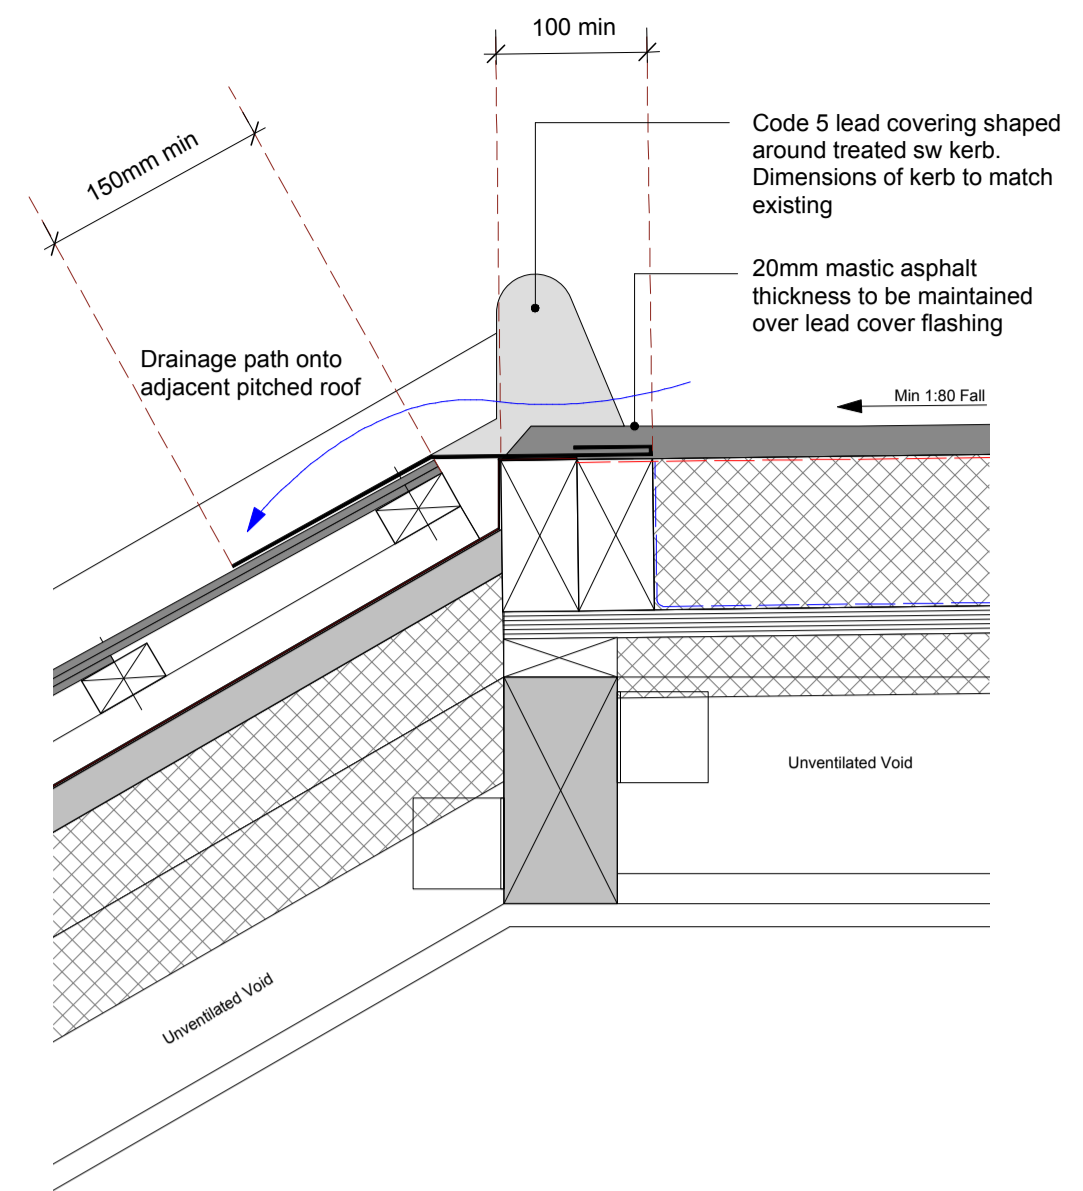 100 min
150mm min
Code 5 lead covering shaped
around treated sw kerb.
Dimensions of kerb to match
existing
20mm mastic asphalt
thickness to be maintained
over lead cover flashing
Drainage path onto
adjacent pitched roof
Min 1:80 Fall
Unventilated Void
Unventilated Void